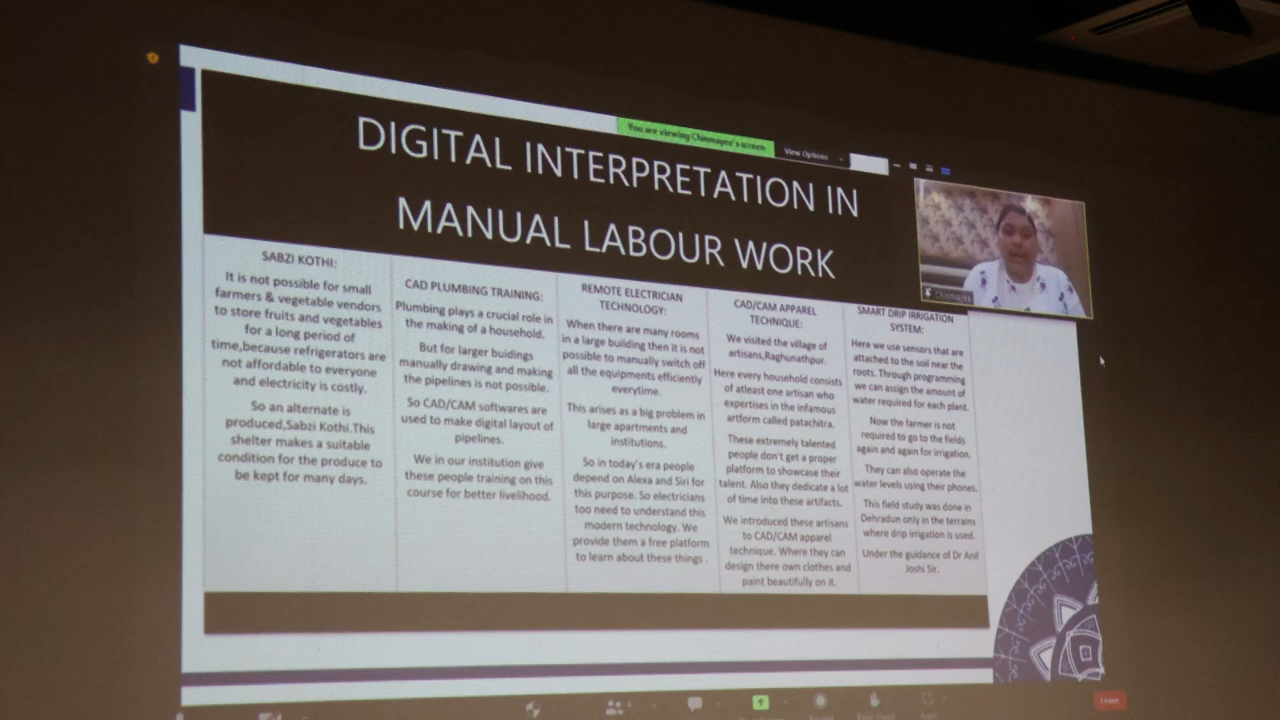 You are viewing Chinmayee's screen
View Options
DIGITAL INTERPRETATION IN
MANUAL LABOUR WORK
Chinmayee
SABZI KOTHI:
It is not possible for small
farmers & vegetable vendors
to store fruits and vegetables
for a long period of
time,because refrigerators are
not affordable to everyone
and electricity is costly.
So an alternate is
produced,Sabzi Kothi.This
shelter makes a suitable
condition for the produce to
be kept for many days.
CAD PLUMBING TRAINING:
Plumbing plays a crucial role in
the making of a household.
But for larger buidings
manually drawing and making
the pipelines is not possible.
So CAD/CAM softwares are
used to make digital layout of
pipelines.
We in our institution give
these people training on this
course for better livelihood.
REMOTE ELECTRICIAN
TECHNOLOGY:
When there are many rooms
in a large building then it is not
possible to manually switch off
all the equipments efficiently
everytime.
This arises as a big problem in
large apartments and
institutions.
So in today's era people
depend on Alexa and Siri for
this purpose. So electricians
too need to understand this
modern technology. We
provide them a free platform
to learn about these things .
CAD/CAM APPAREL
TECHNIQUE:
We visited the village of
artisans,Raghunathpur.
Here every household consists
of atleast one artisan who
expertises in the infamous
artform called patachitra.
These extremely talented
people don't get a proper
platform to showcase their
talent. Also they dedicate a lot
of time into these artifacts.
We introduced these artisans
to CAD/CAM apparel
technique. Where they can
design there own clothes and
paint beautifully on it.
SMART DRIP IRRIGATION
SYSTEM:
Here we use sensors that are
attached to the soil near the
roots. Through programming
we can assign the amount of
water required for each plant.
Now the farmer is not
required to go to the fields
again and again for irrigation.
They can also operate the
water levels using their phones.
This field study was done in
Dehradun only in the terrains
where drip irrigation is used.
Under the guidance of Dr Anil
Joshi Sir.
Leave